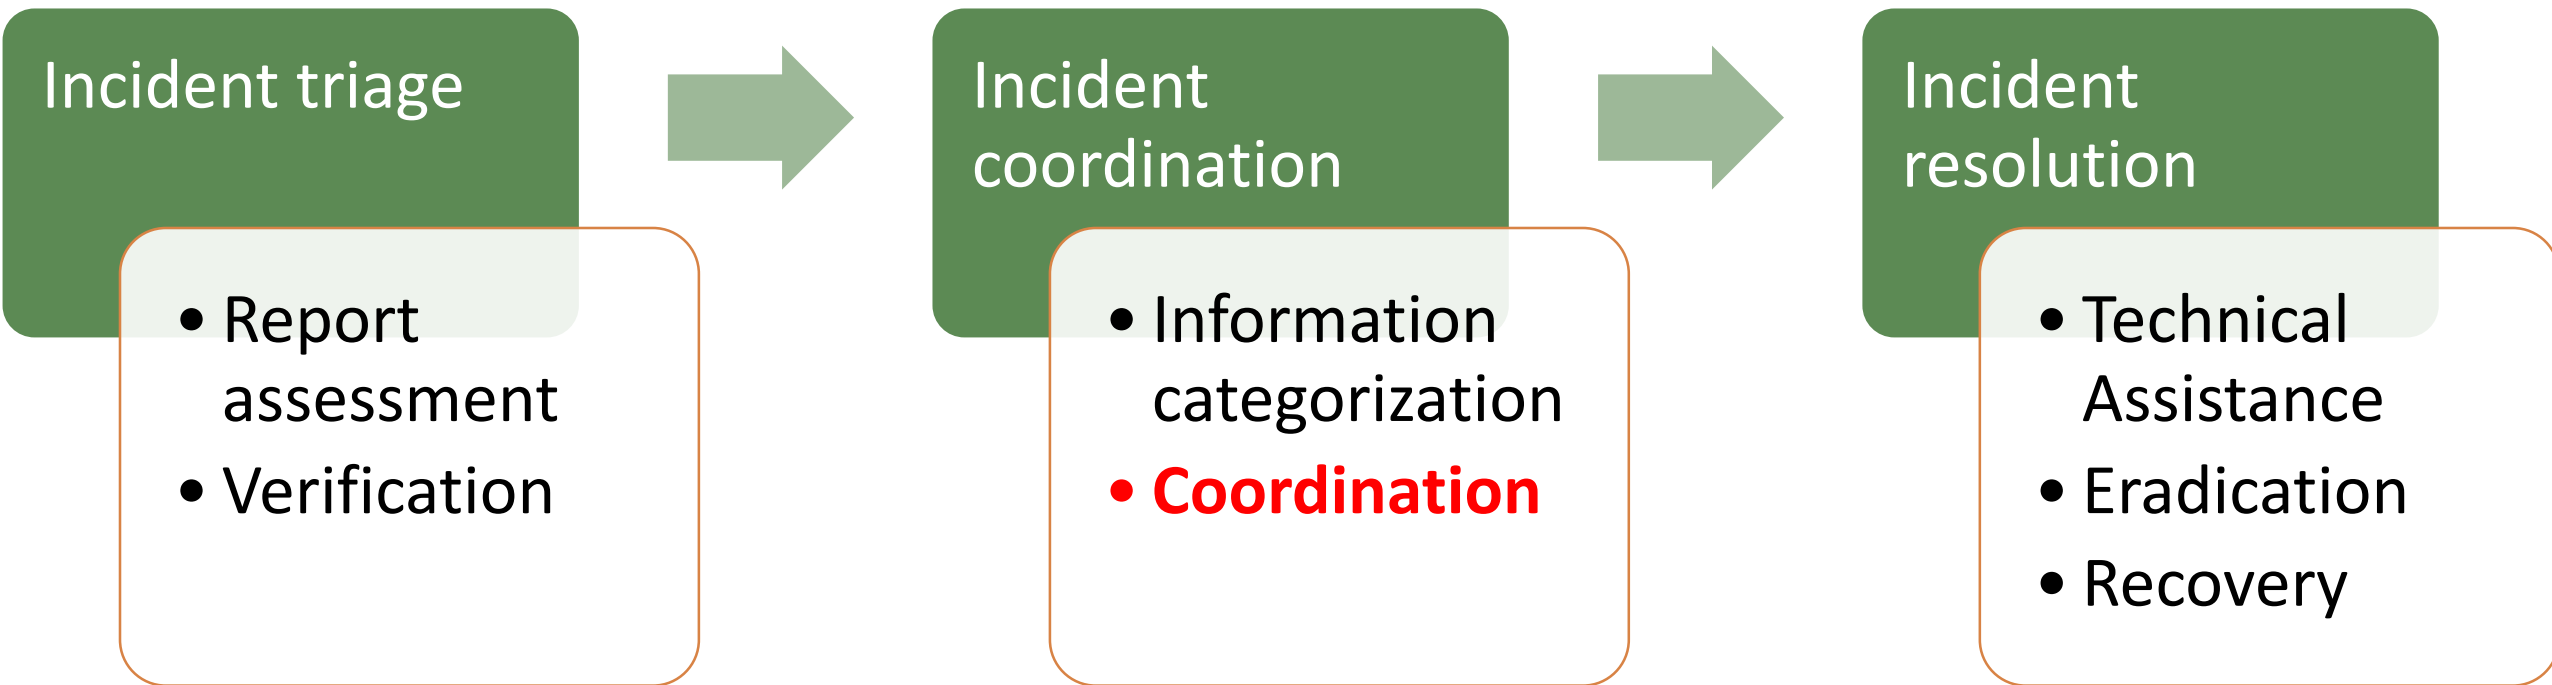 Incident triage
• Report
assessment
• Verification
Incident
coordination
• Information
categorization
• Coordination
Incident
resolution
• Technical
Assistance
• Eradication
• Recovery